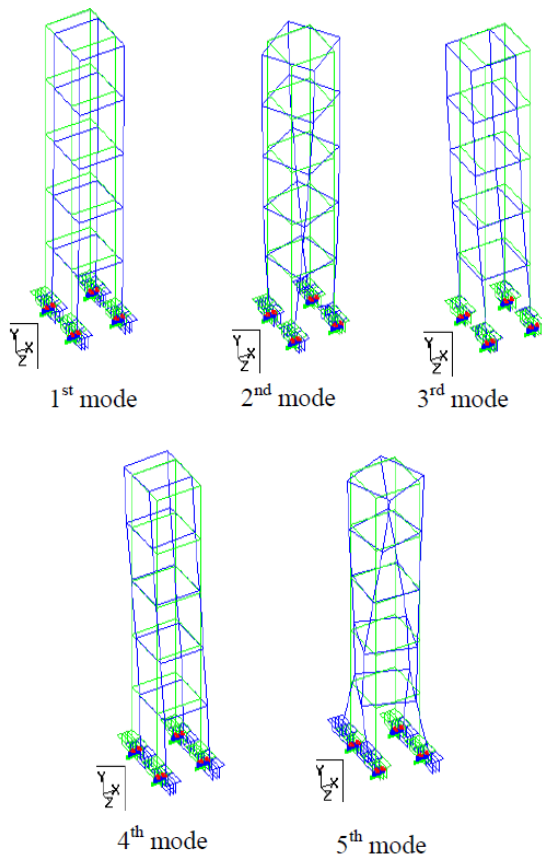 Y
Z X
Y
Z X
Y
Z X
1st mode
2nd mode
3rd mode
Y
Z X
Y
Z X
4th mode
5th mode